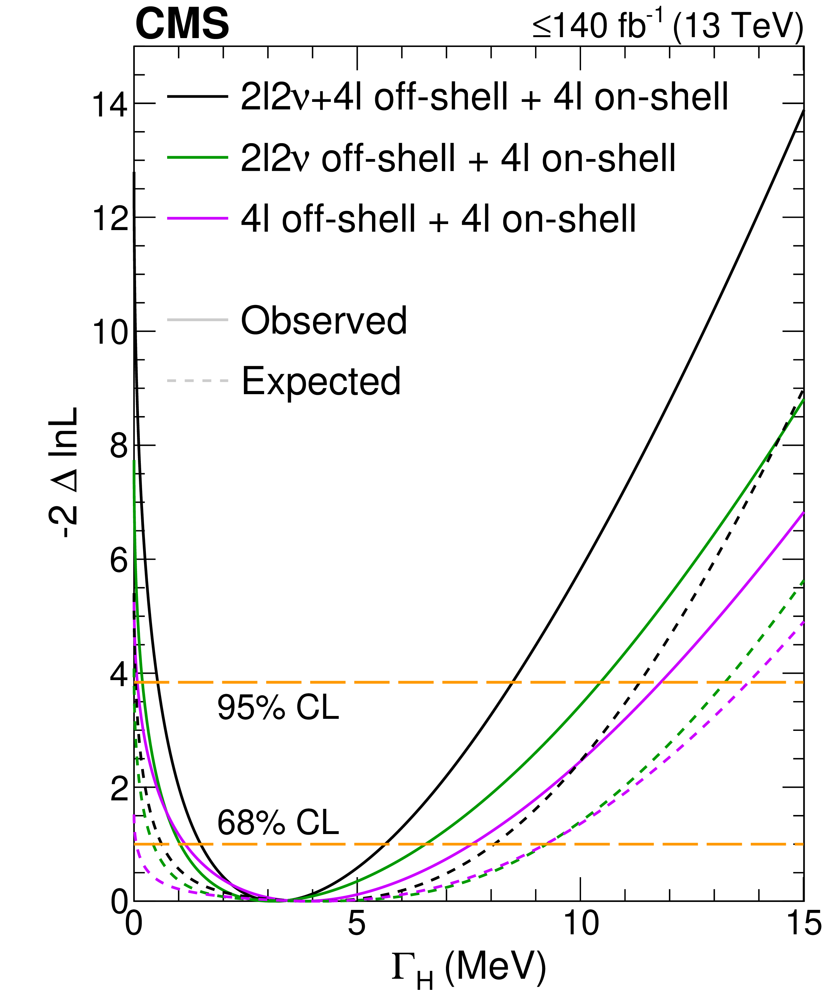 CMS ≤140 fb⁻¹ (13 TeV)
2l2ν+4l off-shell + 4l on-shell
2l2ν off-shell + 4l on-shell
4l off-shell + 4l on-shell
Observed
Expected
95% CL
68% CL
-2 Δ lnL
14
12
10
8
6
4
2
0
0 5 10 15
Γ_H (MeV)